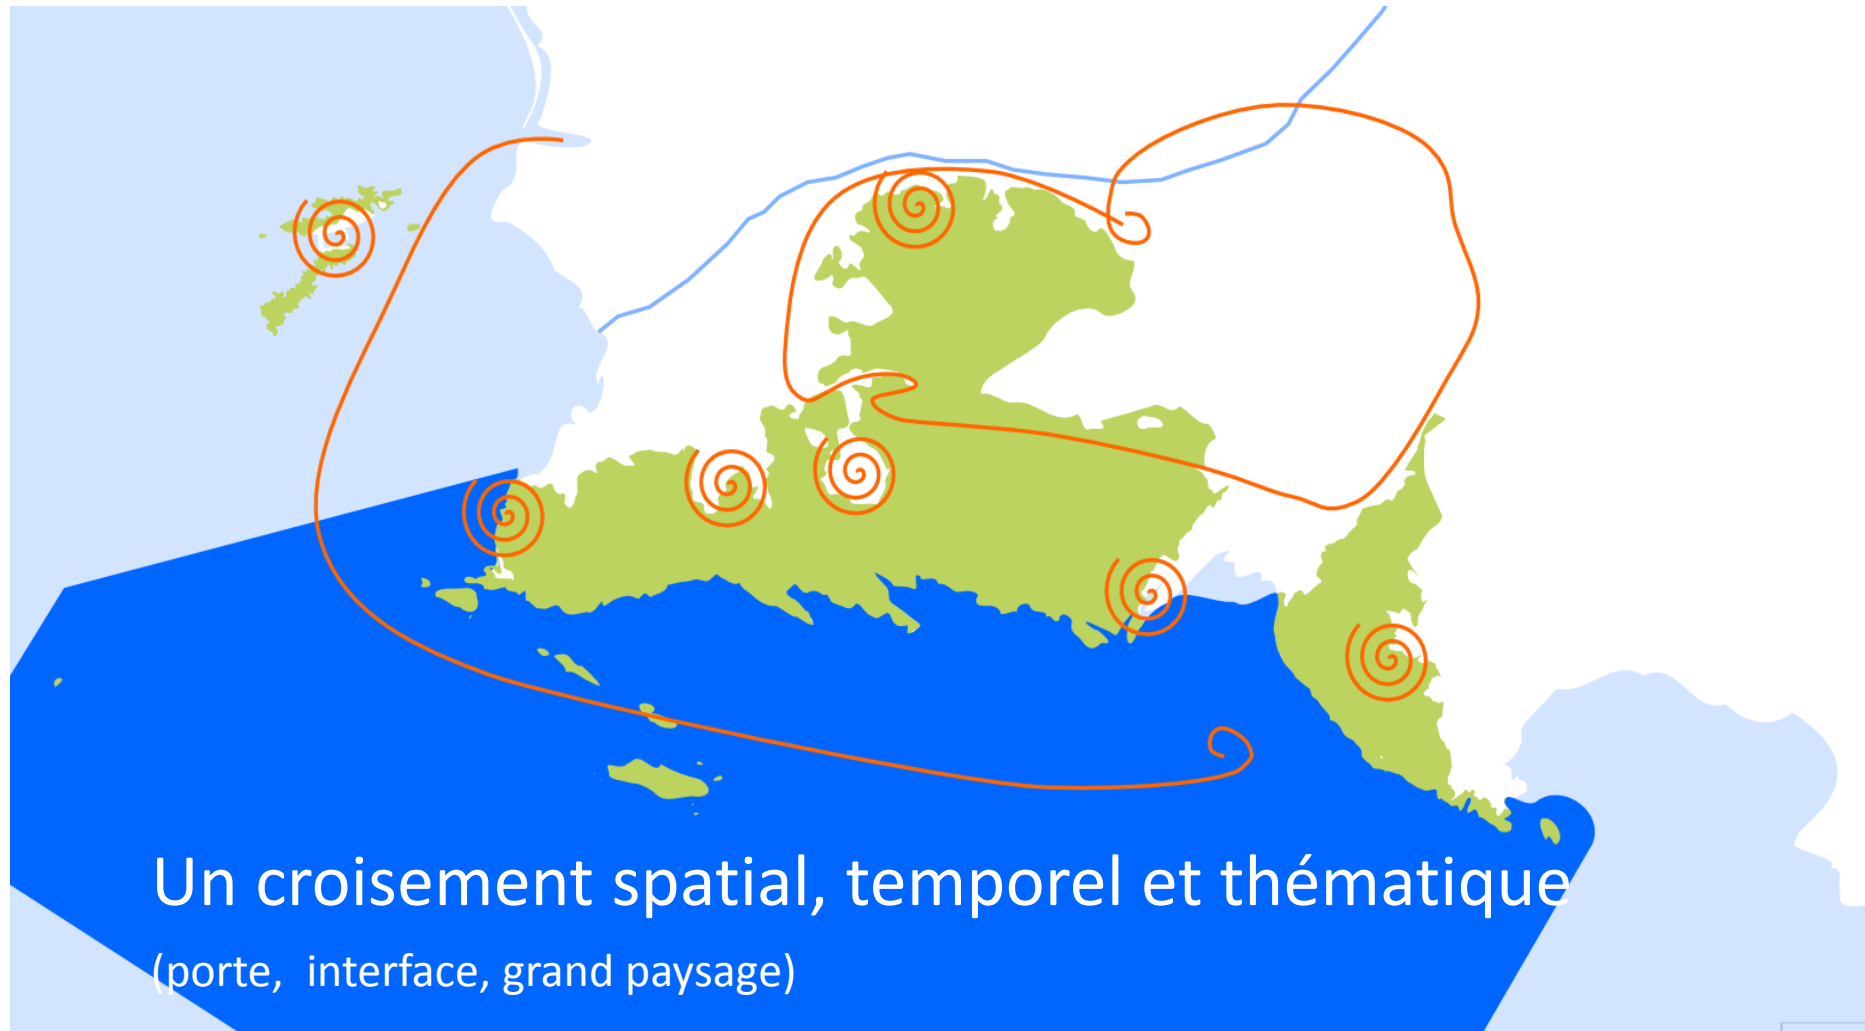 Un croisement spatial, temporel et thématique
(porte, interface, grand paysage)